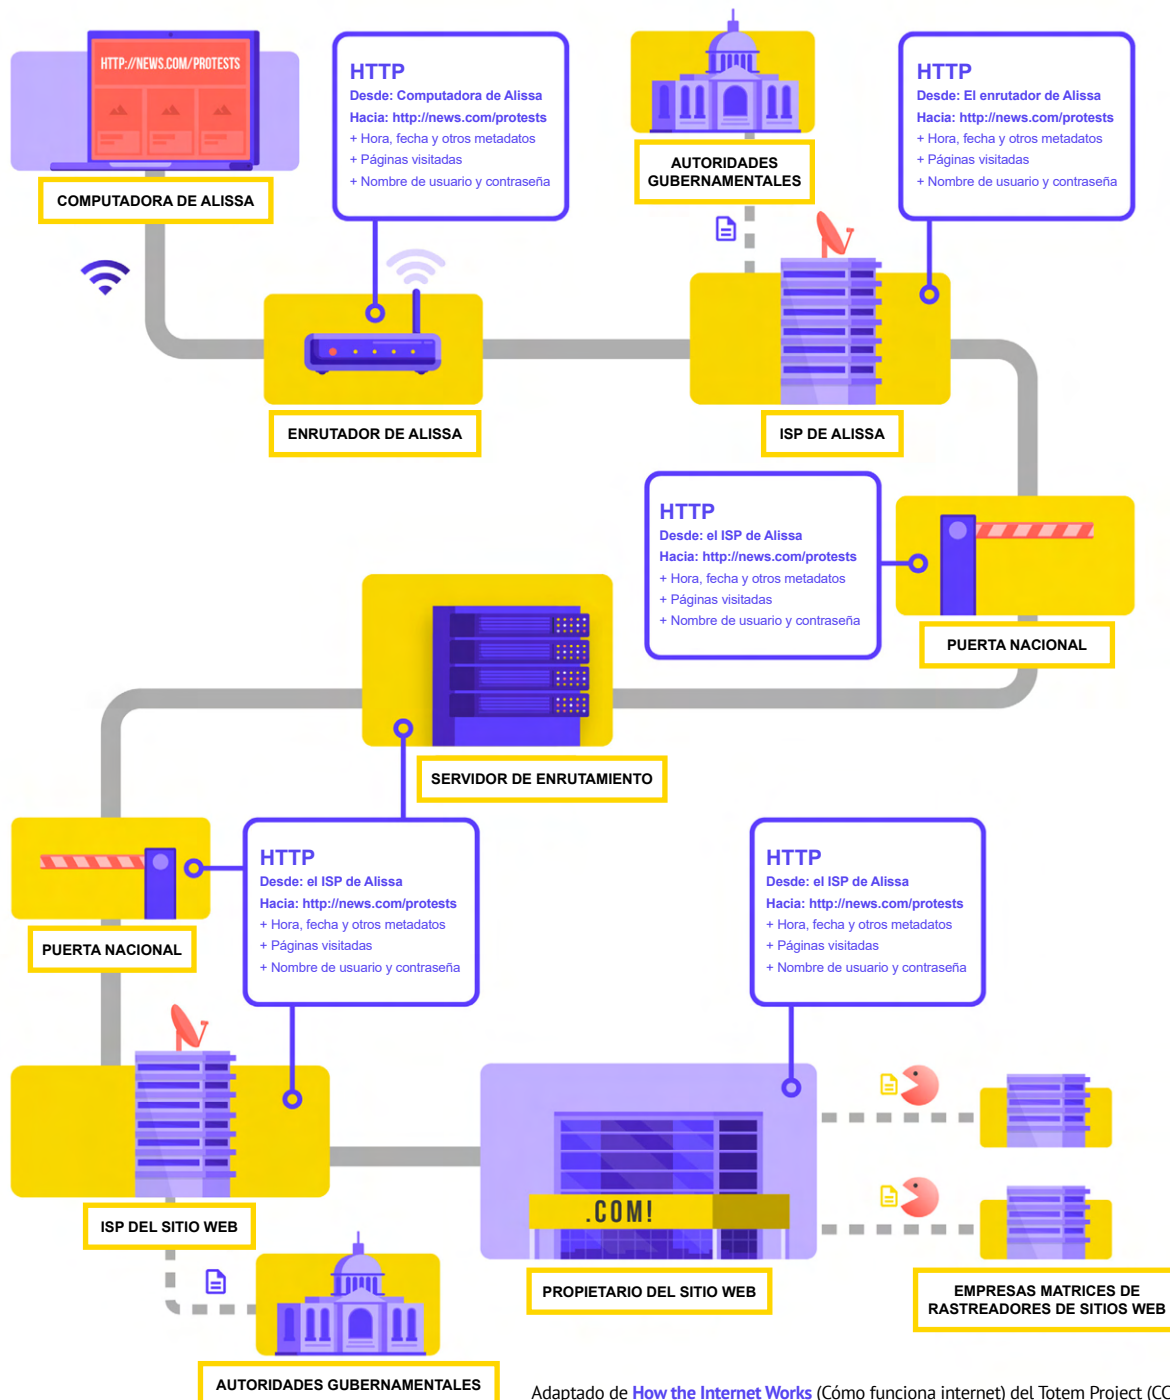 HTTP://NEWS.COM/PROTESTS
COMPUTADORA DE ALISSA
HTTP
Desde: Computadora de Alissa
Hacia: http://news.com/protests
+ Hora, fecha y otros metadatos
+ Páginas visitadas
+ Nombre de usuario y contraseña
AUTORIDADES
GUBERNAMENTALES
HTTP
Desde: El enrutador de Alissa
Hacia: http://news.com/protests
+ Hora, fecha y otros metadatos
+ Páginas visitadas
+ Nombre de usuario y contraseña
ENRUTADOR DE ALISSA
ISP DE ALISSA
HTTP
Desde: el ISP de Alissa
Hacia: http://news.com/protests
+ Hora, fecha y otros metadatos
+ Páginas visitadas
+ Nombre de usuario y contraseña
PUERTA NACIONAL
SERVIDOR DE ENRUTAMIENTO
PUERTA NACIONAL
HTTP
Desde: el ISP de Alissa
Hacia: http://news.com/protests
+ Hora, fecha y otros metadatos
+ Páginas visitadas
+ Nombre de usuario y contraseña
HTTP
Desde: el ISP de Alissa
Hacia: http://news.com/protests
+ Hora, fecha y otros metadatos
+ Páginas visitadas
+ Nombre de usuario y contraseña
ISP DEL SITIO WEB
.COM!
PROPIETARIO DEL SITIO WEB
EMPRESAS MATRICES DE
RASTREADORES DE SITIOS WEB
AUTORIDADES GUBERNAMENTALES
Adaptado de How the Internet Works (Cómo funciona internet) del Totem Project (CC